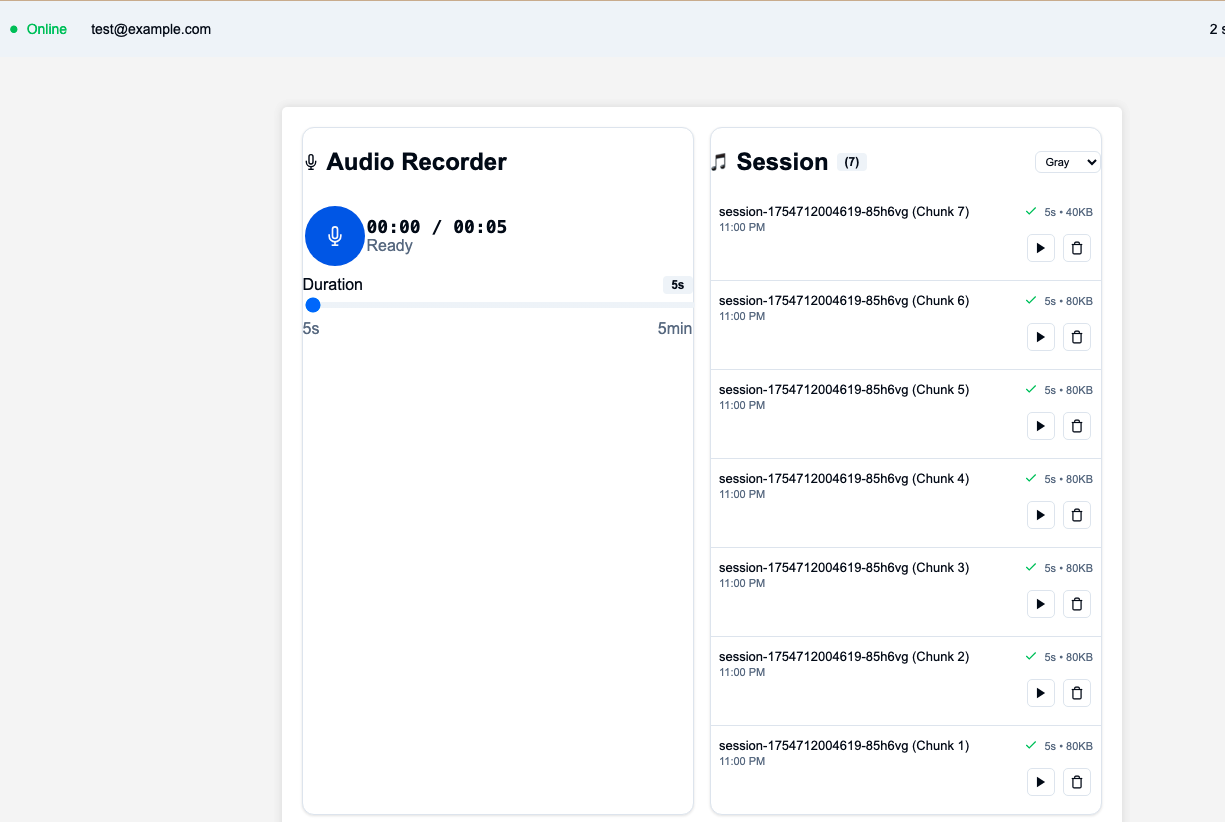 Online test@example.com 2 s
Audio Recorder
00:00 / 00:05
Ready
Duration 5s
5s 5min
Session (7) Gray
session-1754712004619-85h6vg (Chunk 7) 5s • 40KB
11:00 PM
session-1754712004619-85h6vg (Chunk 6) 5s • 80KB
11:00 PM
session-1754712004619-85h6vg (Chunk 5) 5s • 80KB
11:00 PM
session-1754712004619-85h6vg (Chunk 4) 5s • 80KB
11:00 PM
session-1754712004619-85h6vg (Chunk 3) 5s • 80KB
11:00 PM
session-1754712004619-85h6vg (Chunk 2) 5s • 80KB
11:00 PM
session-1754712004619-85h6vg (Chunk 1) 5s • 80KB
11:00 PM